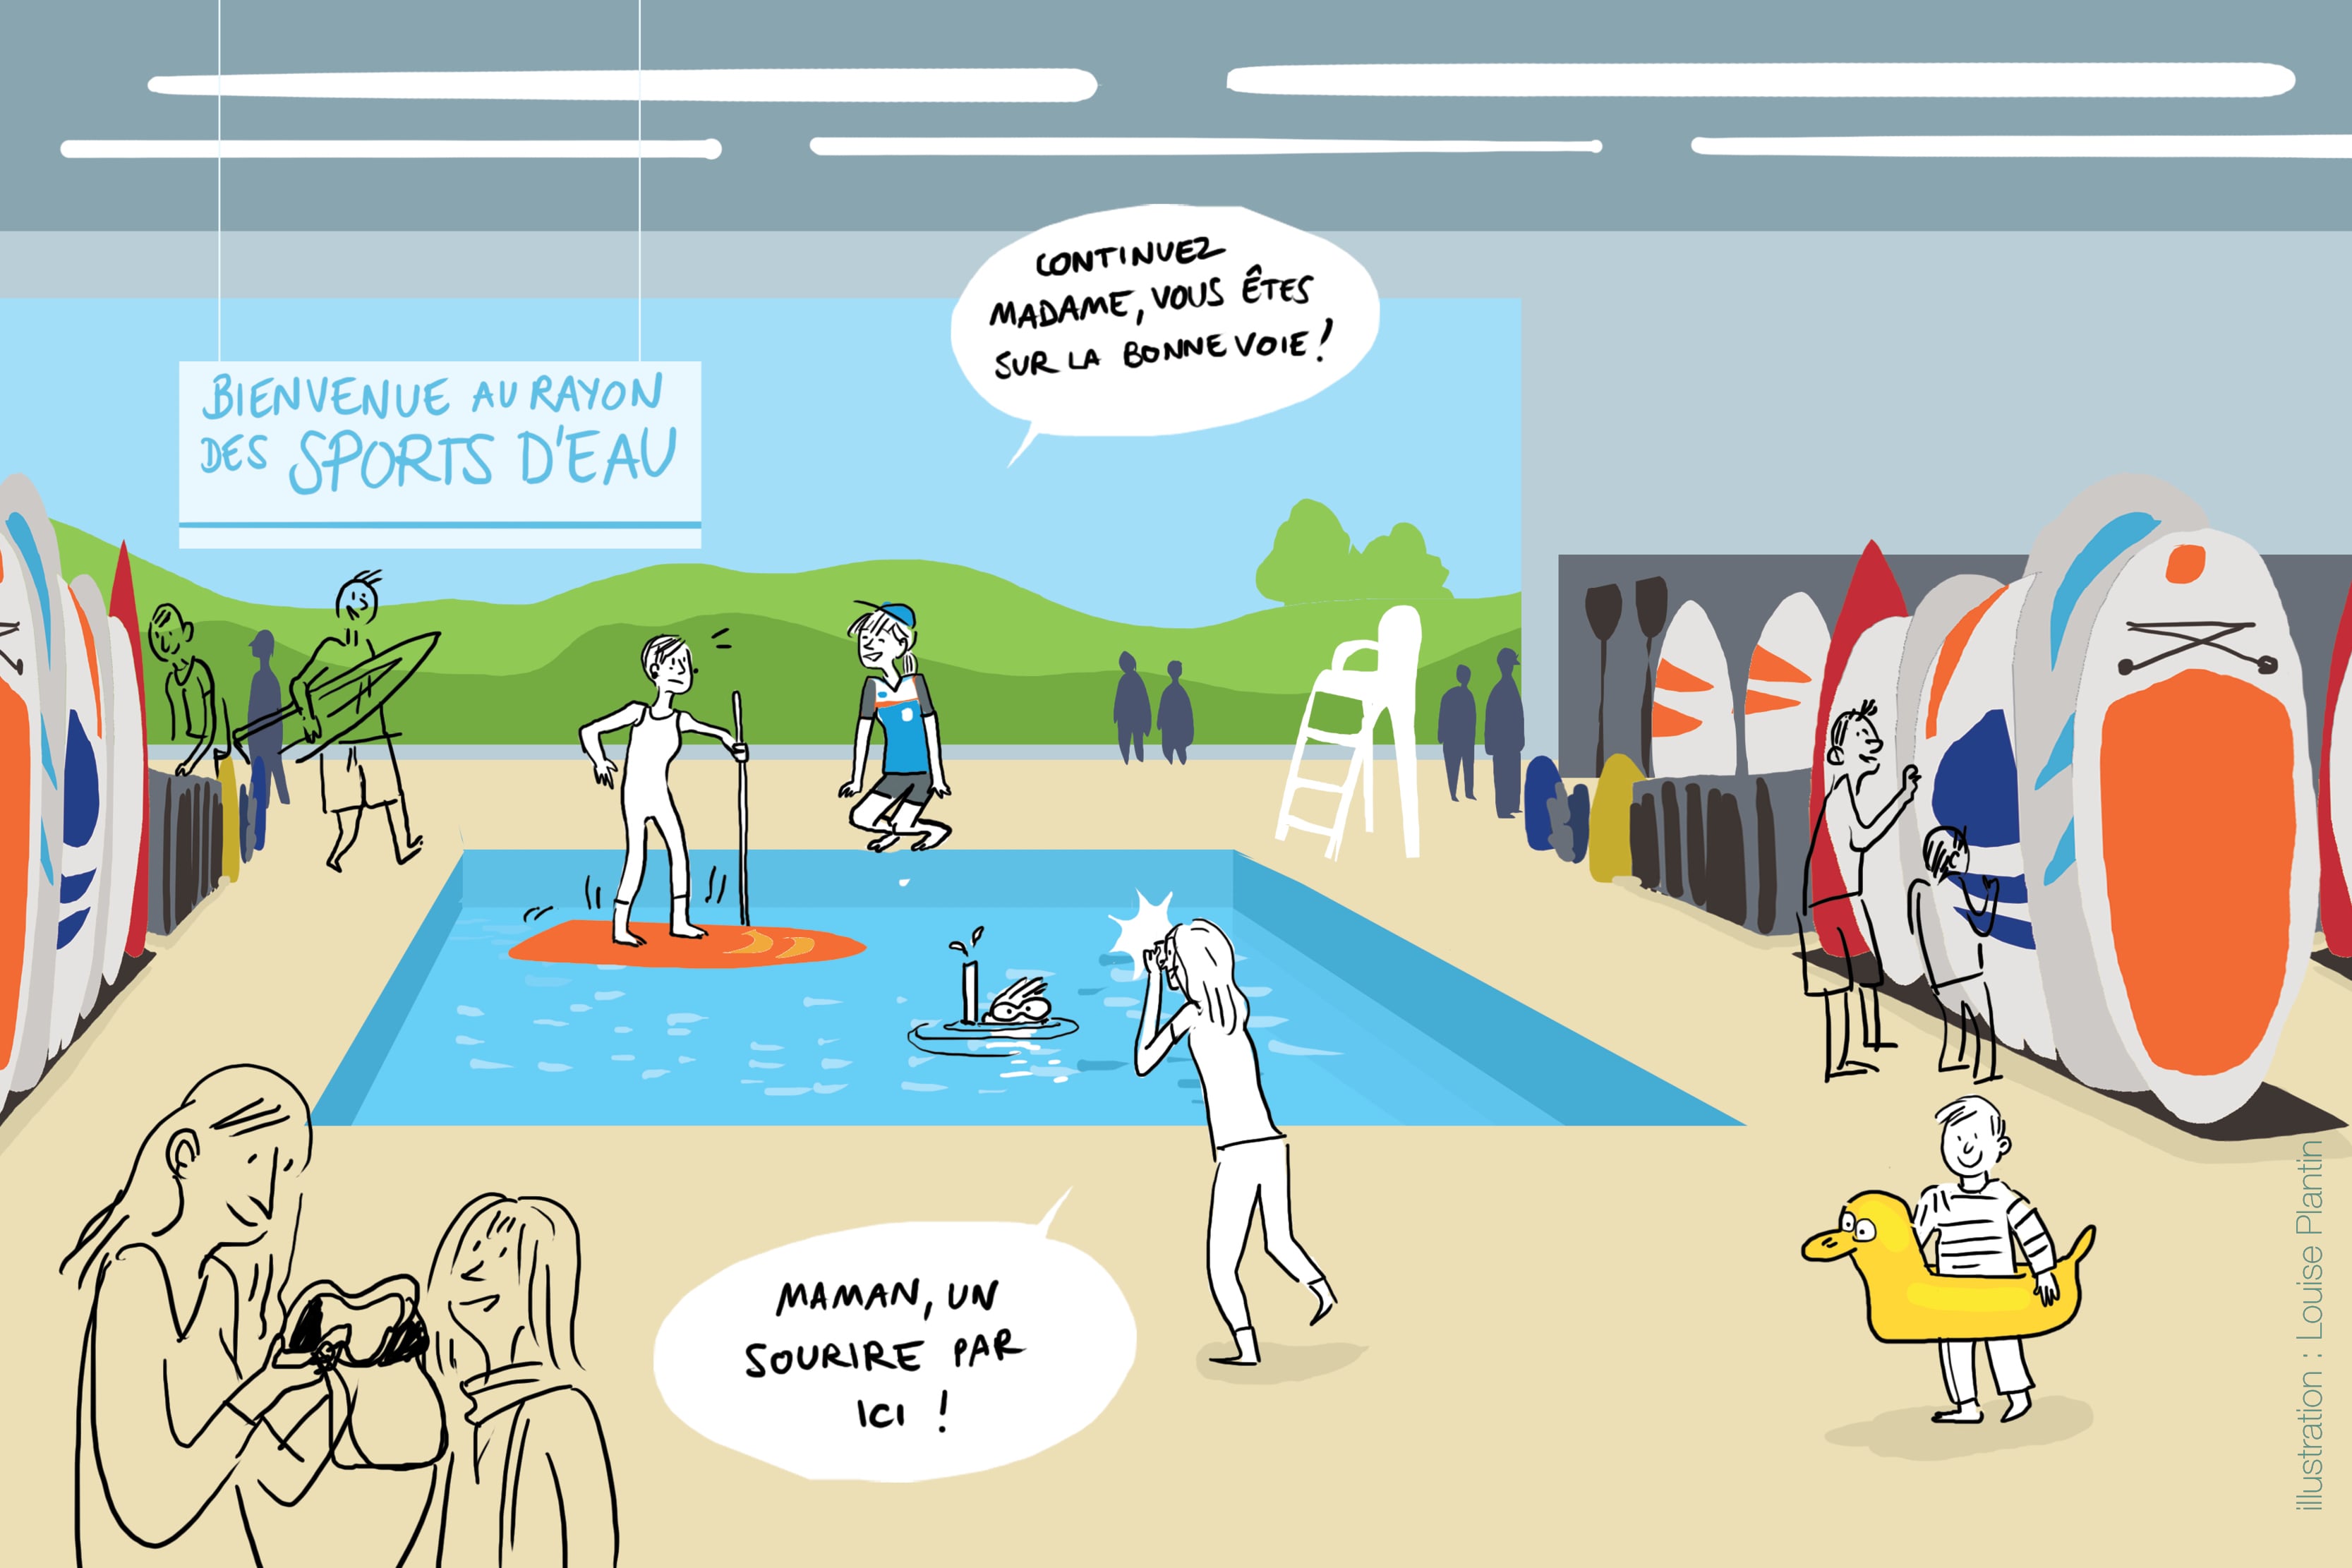 CONTINUEZ
MADAME, VOUS ÊTES
SUR LA BONNE VOIE !
BIENVENUE AU RAYON
DES SPORTS D'EAU
MAMAN, UN
SOURIRE PAR
ICI !
illustration : Louise Plantin